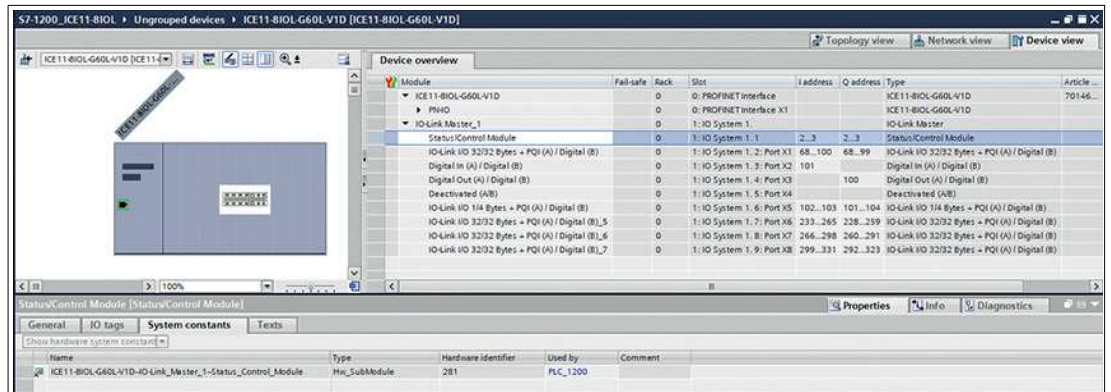 S7-1200_ICE11-8IOL ▸ Ungrouped devices ▸ ICE11-8IOL-G60L-V1D [ICE11-8IOL-G60L-V1D]
Topology view Network view Device view
ICE11-8IOL-G60L-V1D [ICE11-
Device overview
Module Fail-safe Rack Slot I address Q address Type Article ...
ICE11-8IOL-G60L-V1D 0 0: PROFINET Interface ICE11-8IOL-G60L-V1D 70146...
PN-IO 0 0: PROFINET Interface X1 ICE11-8IOL-G60L-V1D
IO-Link Master_1 0 1: IO System 1. IO-Link Master
Status/Control Module 0 1: IO System 1. 1 2...3 2...3 Status/Control Module
IO-Link I/O 32/32 Bytes + PQI (A) / Digital (B) 0 1: IO System 1. 2: Port X1 68...100 68...99 IO-Link I/O 32/32 Bytes + PQI (A) / Digital (B)
Digital In (A) / Digital (B) 0 1: IO System 1. 3: Port X2 101 Digital In (A) / Digital (B)
Digital Out (A) / Digital (B) 0 1: IO System 1. 4: Port X3 100 Digital Out (A) / Digital (B)
Deactivated (A/B) 0 1: IO System 1. 5: Port X4 Deactivated (A/B)
IO-Link I/O 1/4 Bytes + PQI (A) / Digital (B) 0 1: IO System 1. 6: Port X5 102...103 101...104 IO-Link I/O 1/4 Bytes + PQI (A) / Digital (B)
IO-Link I/O 32/32 Bytes + PQI (A) / Digital (B)_5 0 1: IO System 1. 7: Port X6 233...265 228...259 IO-Link I/O 32/32 Bytes + PQI (A) / Digital (B)
IO-Link I/O 32/32 Bytes + PQI (A) / Digital (B)_6 0 1: IO System 1. 8: Port X7 266...298 260...291 IO-Link I/O 32/32 Bytes + PQI (A) / Digital (B)
IO-Link I/O 32/32 Bytes + PQI (A) / Digital (B)_7 0 1: IO System 1. 9: Port X8 299...331 292...323 IO-Link I/O 32/32 Bytes + PQI (A) / Digital (B)
ICE11-8IOL-G60L-...
100%
Status/Control Module [Status/Control Module]
Properties Info Diagnostics
General IO tags System constants Texts
Show hardware system constant
Name Type Hardware identifier Used by Comment
ICE11-8IOL-G60L-V1D~IO-Link_Master_1~Status_Control_Module Hw_SubModule 281 PLC_1200